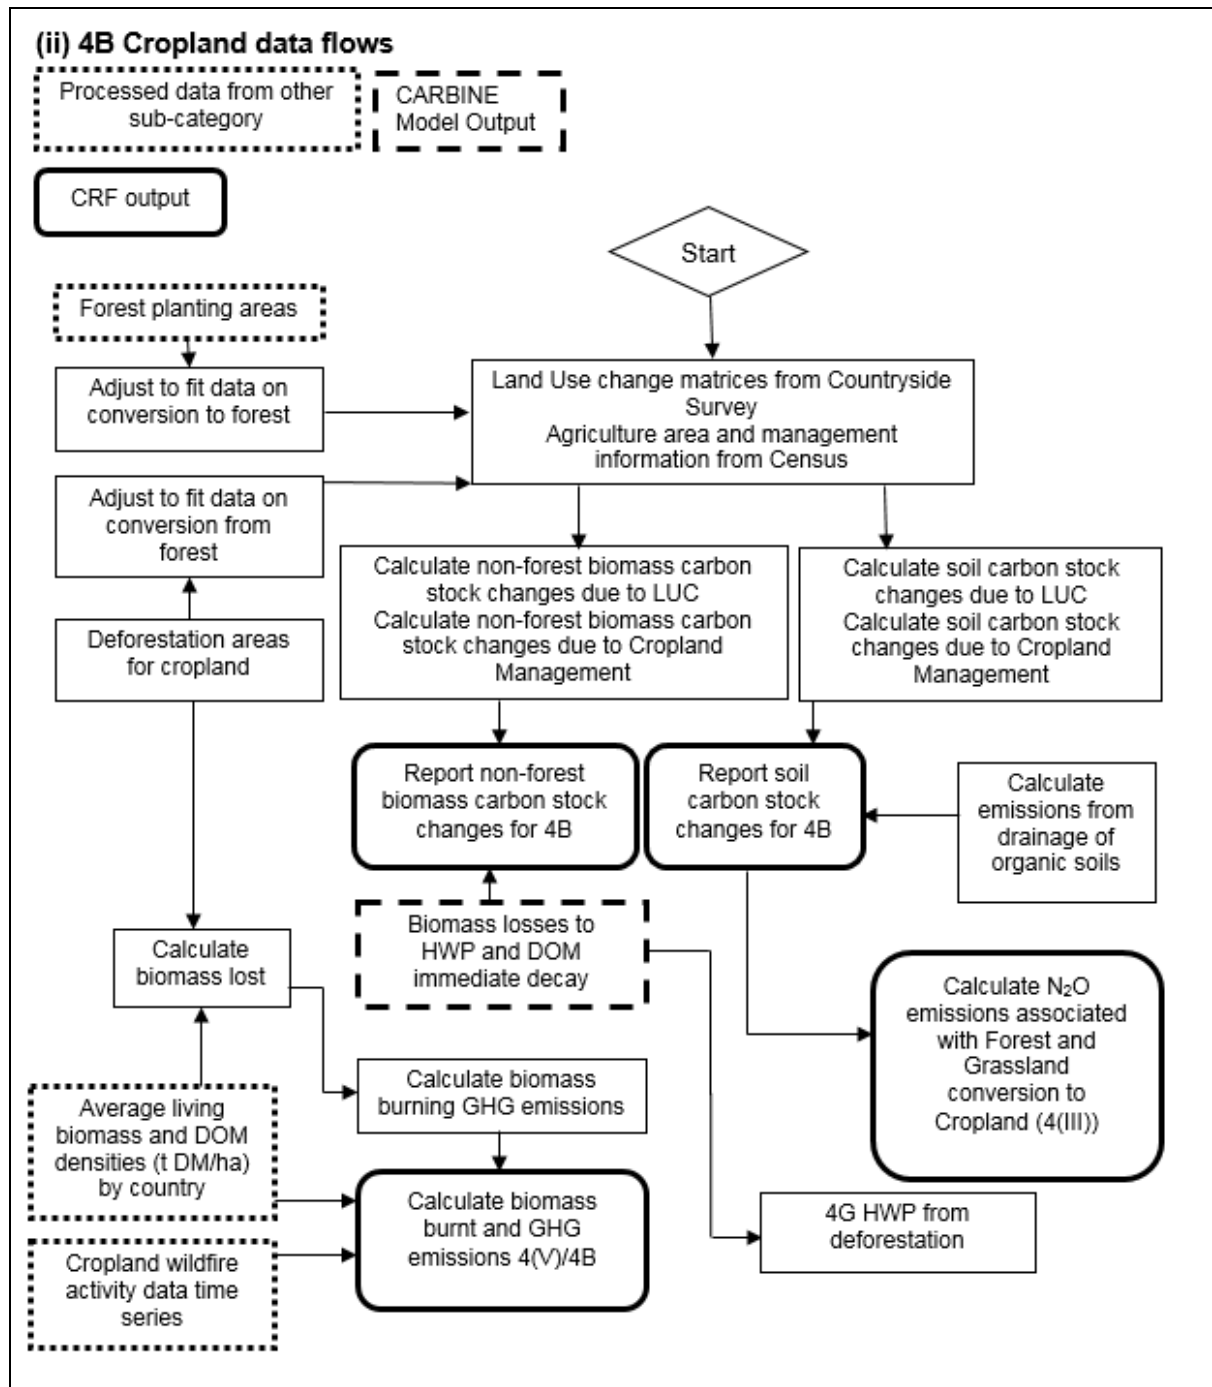 (ii) 4B Cropland data flows
Processed data from other
sub-category
CARBINE
Model Output
CRF output
Start
Forest planting areas
Adjust to fit data on
conversion to forest
Land Use change matrices from Countryside
Survey
Agriculture area and management
information from Census
Adjust to fit data on
conversion from
forest
Calculate non-forest biomass carbon
stock changes due to LUC
Calculate non-forest biomass carbon
stock changes due to Cropland
Management
Calculate soil carbon stock
changes due to LUC
Calculate soil carbon stock
changes due to Cropland
Management
Deforestation areas
for cropland
Report non-forest
biomass carbon stock
changes for 4B
Report soil
carbon stock
changes for 4B
Calculate
emissions from
drainage of
organic soils
Biomass losses to
HWP and DOM
immediate decay
Calculate
biomass lost
Calculate N₂O
emissions associated
with Forest and
Grassland
conversion to
Cropland (4(III))
Calculate biomass
burning GHG emissions
Average living
biomass and DOM
densities (t DM/ha)
by country
Calculate biomass
burnt and GHG
emissions 4(V)/4B
4G HWP from
deforestation
Cropland wildfire
activity data time
series